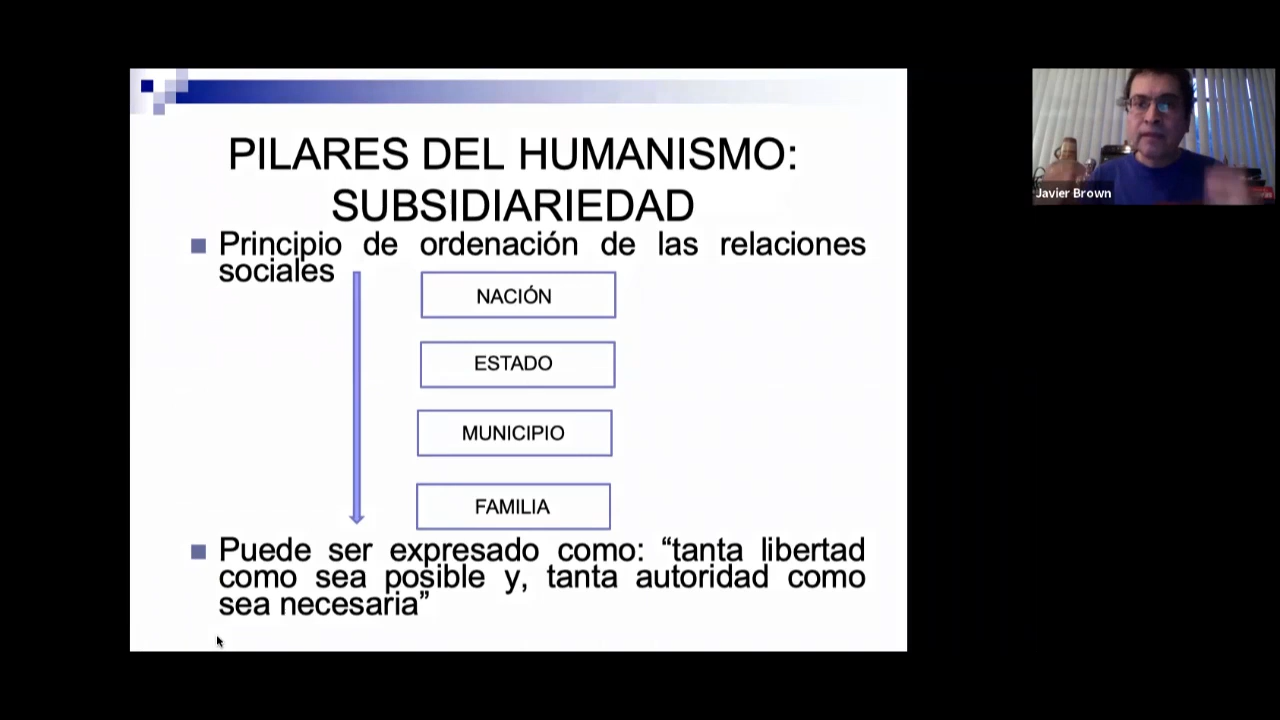 PILARES DEL HUMANISMO:
SUBSIDIARIEDAD
Principio de ordenación de las relaciones
sociales
NACIÓN
ESTADO
MUNICIPIO
FAMILIA
Puede ser expresado como: “tanta libertad
como sea posible y, tanta autoridad como
sea necesaria”
Javier Brown